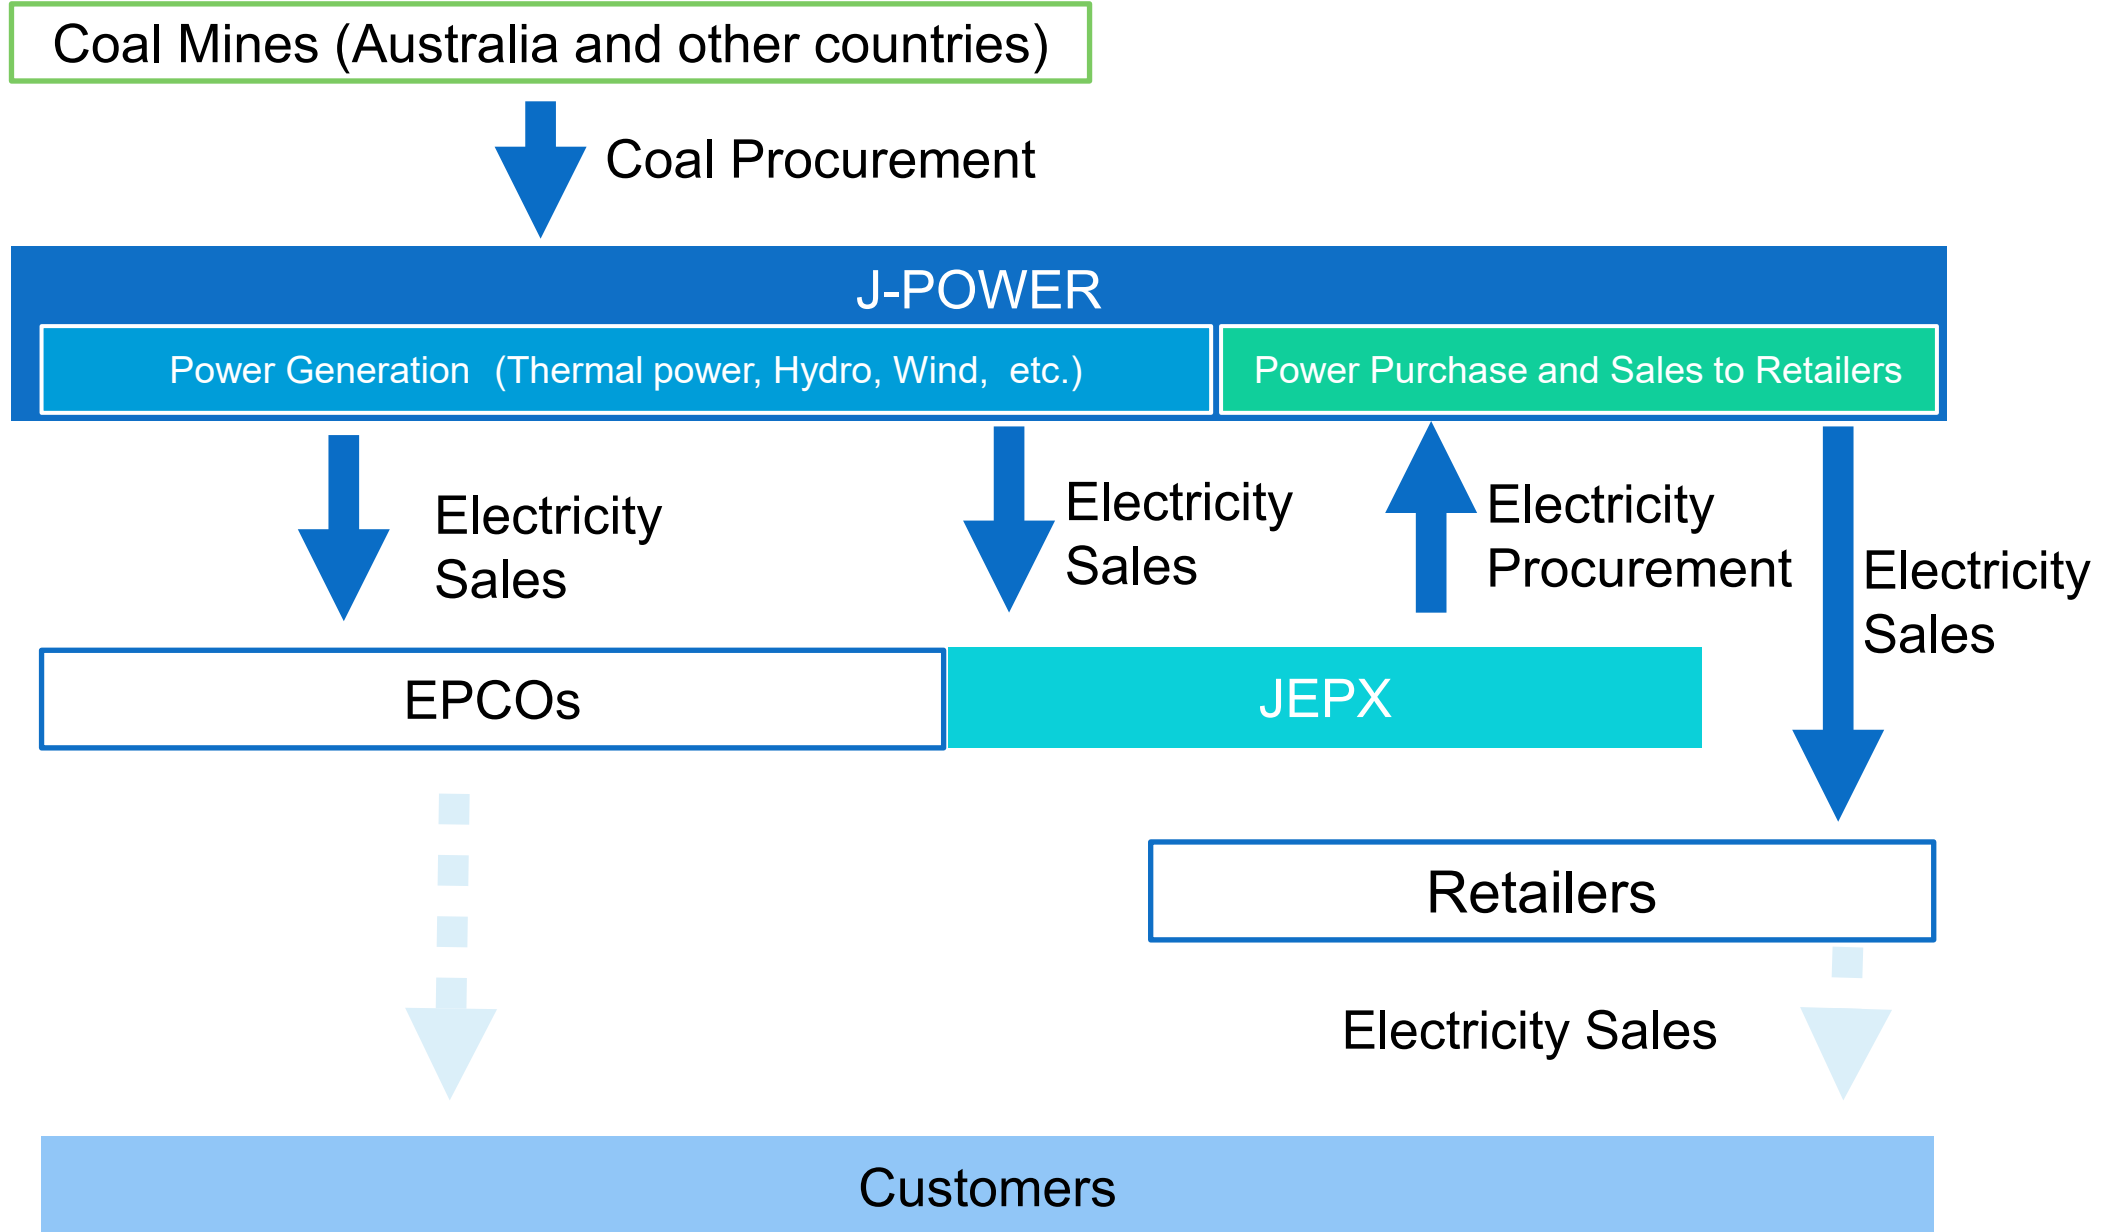 Coal Mines (Australia and other countries)
Coal Procurement
J-POWER
Power Generation (Thermal power, Hydro, Wind, etc.)
Power Purchase and Sales to Retailers
Electricity
Sales
Electricity
Sales
Electricity
Procurement
Electricity
Sales
EPCOs
JEPX
Retailers
Electricity Sales
Customers